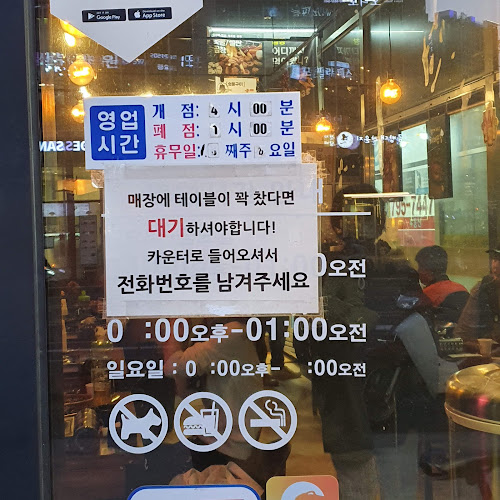 Google Play
App Store
영업
시간
개 점: 4 시 00 분
폐 점: 1 시 00 분
휴무일: 째주 요일
매장에 테이블이 꽉 찼다면
대기하셔야합니다!
카운터로 들어오셔서
전화번호를 남겨주세요
0오전
0 :00오후-01:00오전
일요일 : 0 :00오후- :00오전